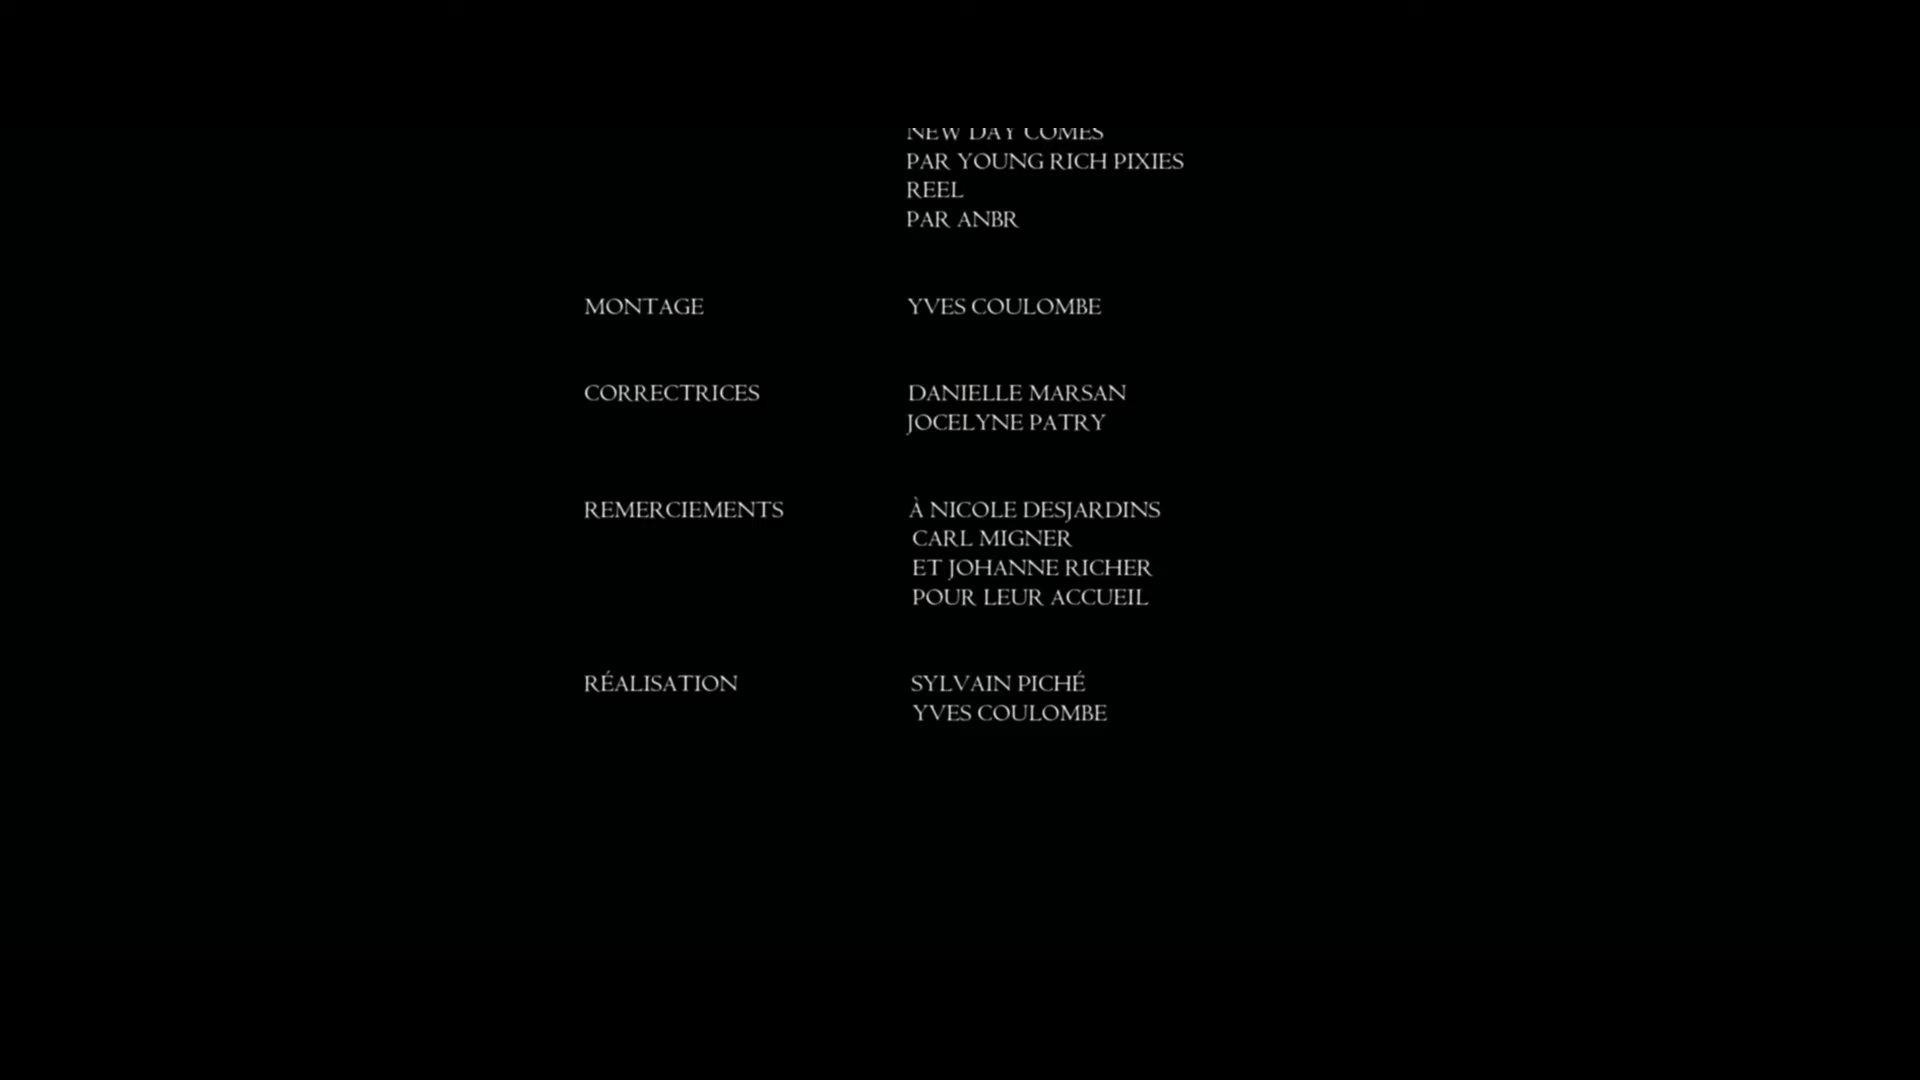 NEW DAY COMES
PAR YOUNG RICH PIXIES
REEL
PAR ANBR
MONTAGE YVES COULOMBE
CORRECTRICES DANIELLE MARSAN
JOCELYNE PATRY
REMERCIEMENTS À NICOLE DESJARDINS
CARL MIGNER
ET JOHANNE RICHER
POUR LEUR ACCUEIL
RÉALISATION SYLVAIN PICHÉ
YVES COULOMBE